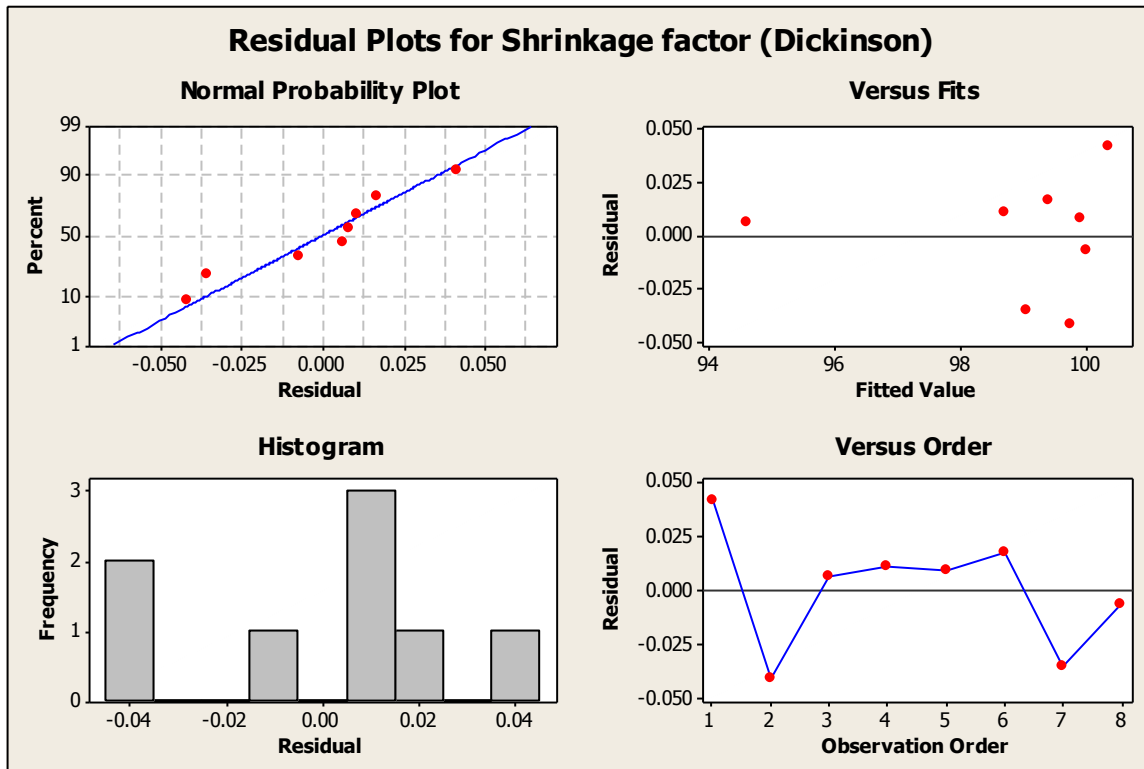 Residual Plots for Shrinkage factor (Dickinson)
Normal Probability Plot
99
90
50
10
1
Percent
-0.050 -0.025 0.000 0.025 0.050
Residual
Versus Fits
0.050
0.025
0.000
-0.025
-0.050
Residual
94 96 98 100
Fitted Value
Histogram
3
2
1
0
Frequency
-0.04 -0.02 0.00 0.02 0.04
Residual
Versus Order
0.050
0.025
0.000
-0.025
-0.050
Residual
1 2 3 4 5 6 7 8
Observation Order